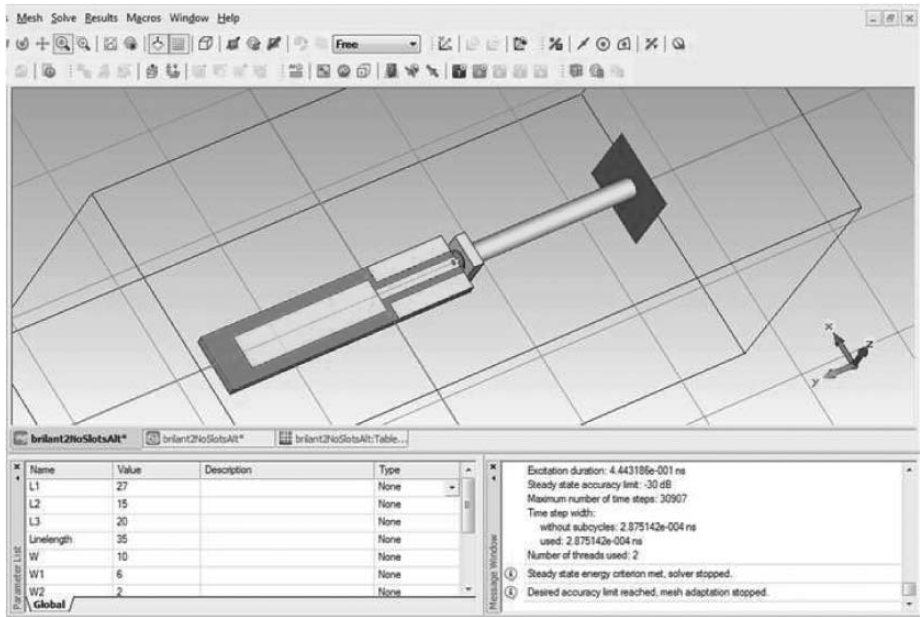 Mesh Solve Results Macros Window Help
Free
x
z
y
brilant2NoSlotsAlt*
brilant2NoSlotsAlt*
brilant2NoSlotsAlt:Table...
Parameter List
Name Value Description Type
L1 27 None
L2 15 None
L3 20 None
Linelength 35 None
W 10 None
W1 6 None
W2 2 None
Global
Message Window
Excitation duration: 4.443186e-001 ns
Steady state accuracy limit: -30 dB
Maximum number of time steps: 30907
Time step width:
without subcycles: 2.875142e-004 ns
used: 2.875142e-004 ns
Number of threads used: 2
Steady state energy criterion met, solver stopped.
Desired accuracy limit reached, mesh adaptation stopped.